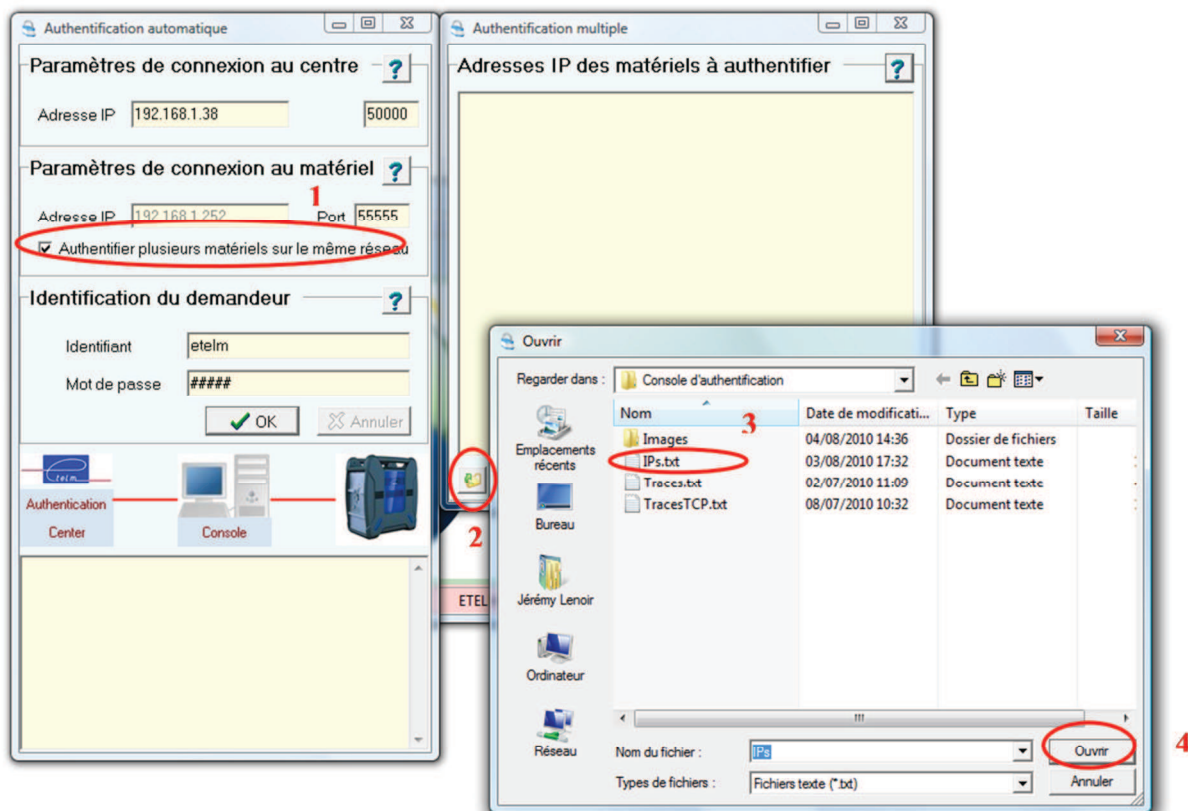 Authentification automatique
Paramètres de connexion au centre ?
Adresse IP 192.168.1.38 50000
Paramètres de connexion au matériel ?
1
Adresse IP 192.168.1.252 Port 55555
Authentifier plusieurs matériels sur le même réseau
Identification du demandeur ?
Identifiant etelm
Mot de passe #####
OK Annuler
Etelm
Authentication
Center
Console
Authentification multiple
Adresses IP des matériels à authentifier ?
2
ETEL
Ouvrir
Regarder dans : Console d'authentification
Emplacements
récents
Bureau
Jérémy Lenoir
Ordinateur
Réseau
Nom Date de modificati... Type Taille
3
Images 04/08/2010 14:36 Dossier de fichiers
IPs.txt 03/08/2010 17:32 Document texte
Traces.txt 02/07/2010 11:09 Document texte
TracesTCP.txt 08/07/2010 10:32 Document texte
Nom du fichier : IPs Ouvrir
4
Types de fichiers : Fichiers texte (*.txt) Annuler